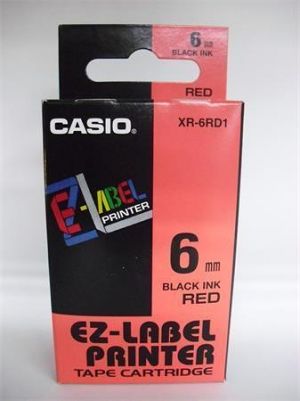 6 mm
BLACK INK
RED
CASIO®
XR-6RD1
EZ-LABEL
PRINTER
6 mm
BLACK INK
RED
EZ-LABEL
PRINTER
TAPE CARTRIDGE